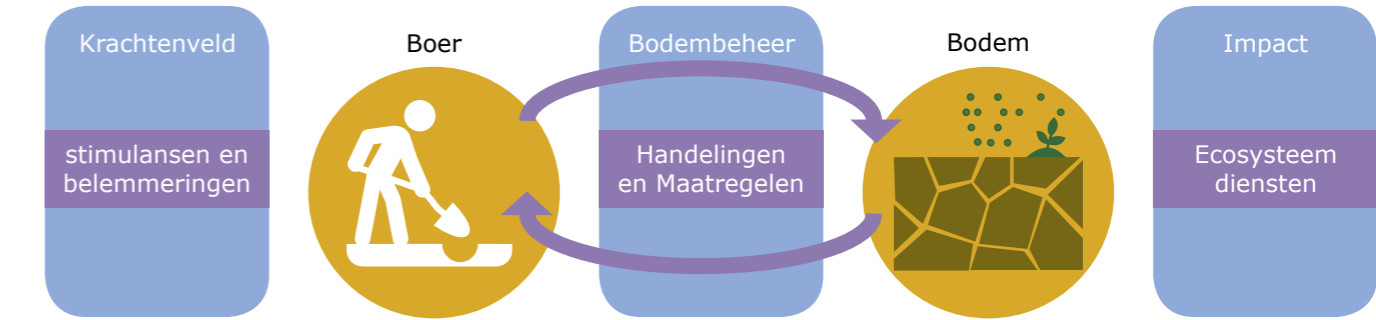 Krachtenveld
stimulansen en
belemmeringen
Boer
Bodembeheer
Handelingen
en Maatregelen
Bodem
Impact
Ecosysteem
diensten